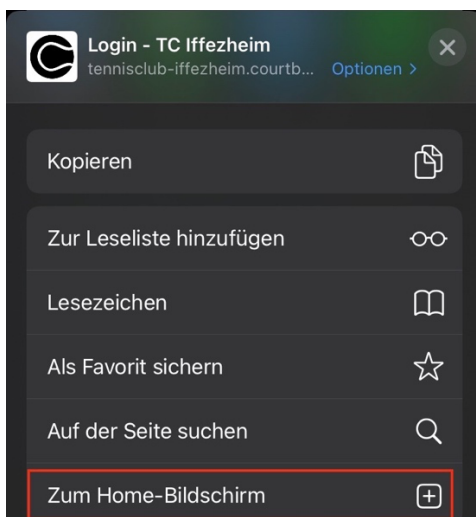 Login - TC Iffezheim
tennisclub-iffezheim.courtb... Optionen >
Kopieren
Zur Leseliste hinzufügen
Lesezeichen
Als Favorit sichern
Auf der Seite suchen
Zum Home-Bildschirm